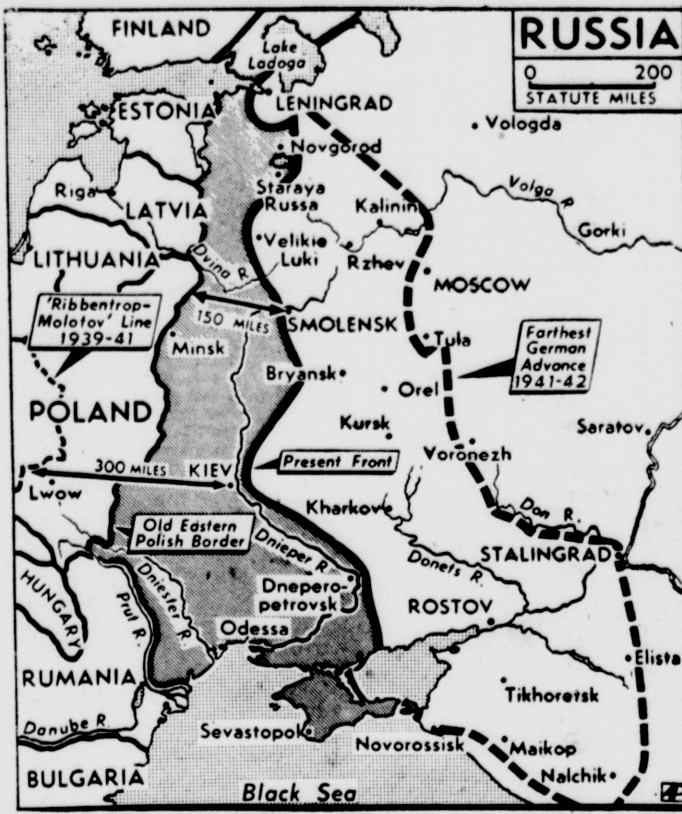 FINLAND
Lake
Ladoga
RUSSIA
0 200
STATUTE MILES
ESTONIA
LENINGRAD
Vologda
Novgorod
Riga
LATVIA
Staraya
Russa
Kalinin
Volga R.
Gorki
LITHUANIA
Dvina R.
Velikie
Luki
Rzhev
MOSCOW
'Ribbentrop-
Molotov' Line
1939-41
150 MILES
SMOLENSK
Minsk
Tula
Farthest
German
Advance
1941-42
Bryansk
Orel
POLAND
Kursk
Saratov
Voronezh
300 MILES
KIEV
Present Front
Lwow
Kharkov
Don R.
Old Eastern
Polish Border
Dnieper R.
STALINGRAD
HUNGARY
Dniester R.
Donets R.
Dnepero-
petrovsk
Prut R.
Odessa
ROSTOV
Elista
RUMANIA
Tikhoretsk
Danube R.
Sevastopol
Novorossisk
Maikop
Nalchik
BULGARIA
Black Sea
AP